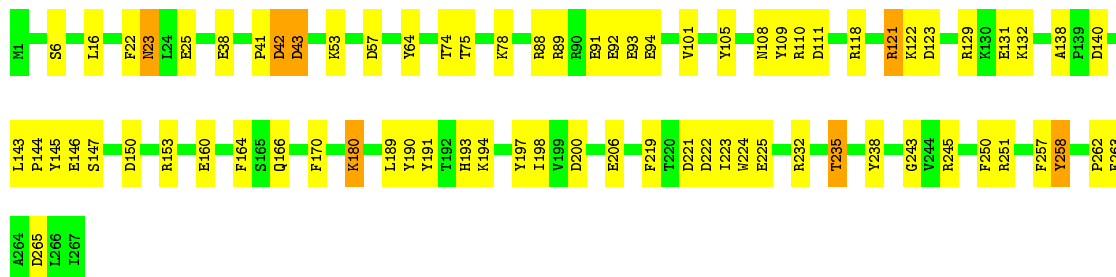 M1 S6 L16 F22 N23 L24 E25 E38 P41 D42 D43 K53 D57 Y64 T74 T75 K78 R88 R89 R90 E91 E92 E93 E94 V101 Y105 N108 Y109 R110 D111 R118 R121 K122 D123 R129 K130 E131 K132 A138 P139 D140
L143 P144 Y145 E146 S147 D150 R153 E160 F164 S165 Q166 F170 K180 L189 Y190 Y191 T192 H193 K194 Y197 I198 V199 D200 E206 F219 T220 D221 D222 I223 W224 E225 R232 T235 Y238 G243 V244 R245 F250 R251 F257 Y258 P262
A264 D265 L266 I267